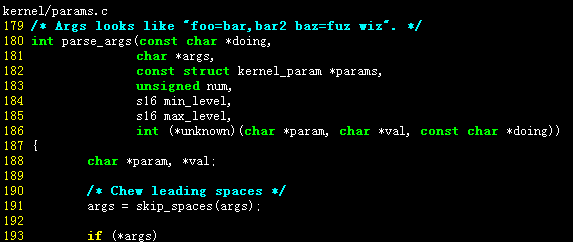 kernel/params.c
179 /* Args looks like "foo=bar,bar2 baz=fuz wiz". */
180 int parse_args(const char *doing,
181                char *args,
182                const struct kernel_param *params,
183                unsigned num,
184                s16 min_level,
185                s16 max_level,
186                int (*unknown)(char *param, char *val, const char *doing))
187 {
188         char *param, *val;
189
190         /* Chew leading spaces */
191         args = skip_spaces(args);
192
193         if (*args)